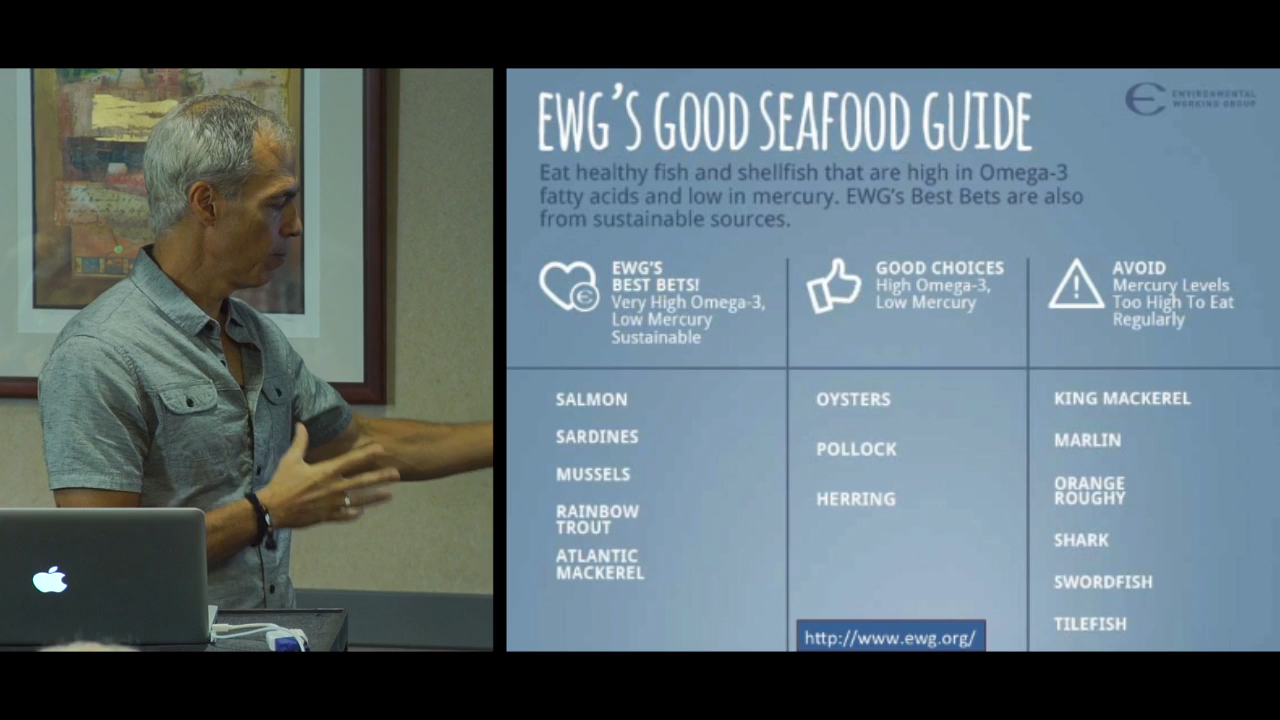 EWG'S GOOD SEAFOOD GUIDE
ENVIRONMENTAL
WORKING GROUP
Eat healthy fish and shellfish that are high in Omega-3
fatty acids and low in mercury. EWG's Best Bets are also
from sustainable sources.
EWG'S
BEST BETS!
Very High Omega-3,
Low Mercury
Sustainable
GOOD CHOICES
High Omega-3,
Low Mercury
AVOID
Mercury Levels
Too High To Eat
Regularly
SALMON
SARDINES
MUSSELS
RAINBOW
TROUT
ATLANTIC
MACKEREL
OYSTERS
POLLOCK
HERRING
KING MACKEREL
MARLIN
ORANGE
ROUGHY
SHARK
SWORDFISH
TILEFISH
http://www.ewg.org/